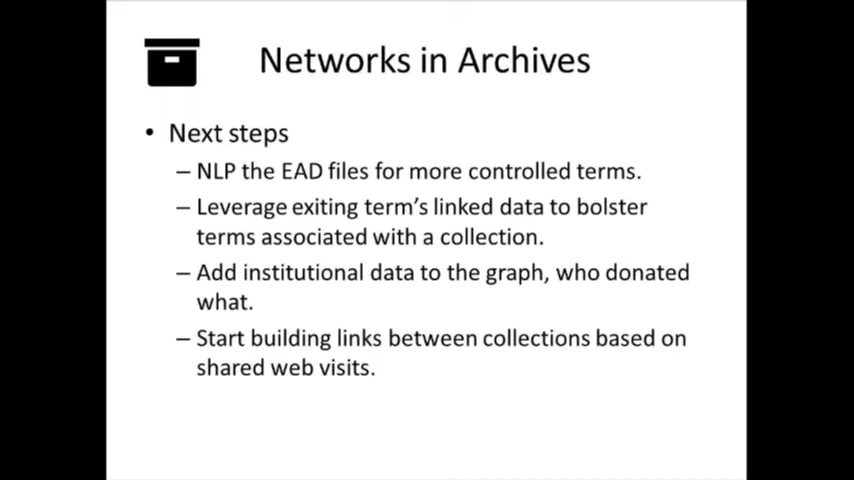 Networks in Archives
• Next steps
– NLP the EAD files for more controlled terms.
– Leverage exiting term's linked data to bolster
terms associated with a collection.
– Add institutional data to the graph, who donated
what.
– Start building links between collections based on
shared web visits.